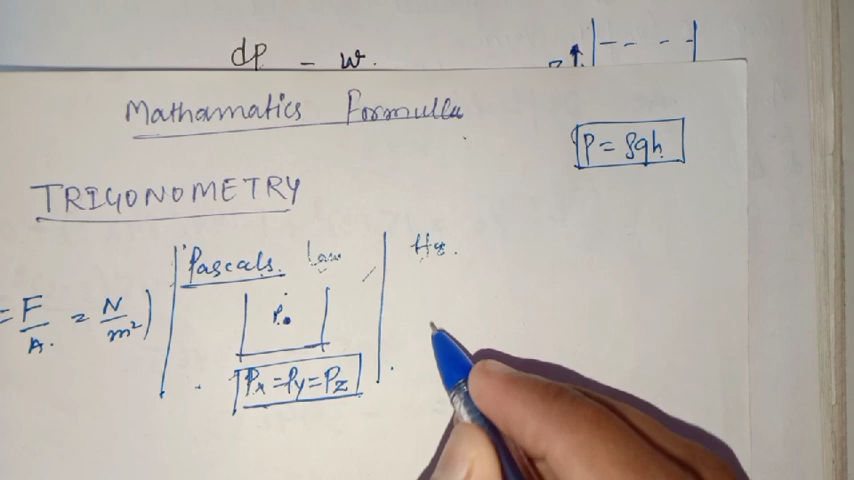 dp - w.
Mathamatics Formulla
P = ρgh
TRIGONOMETRY
Pascals. Law
= F/A. = N/m²)
P.
Px = Py = Pz